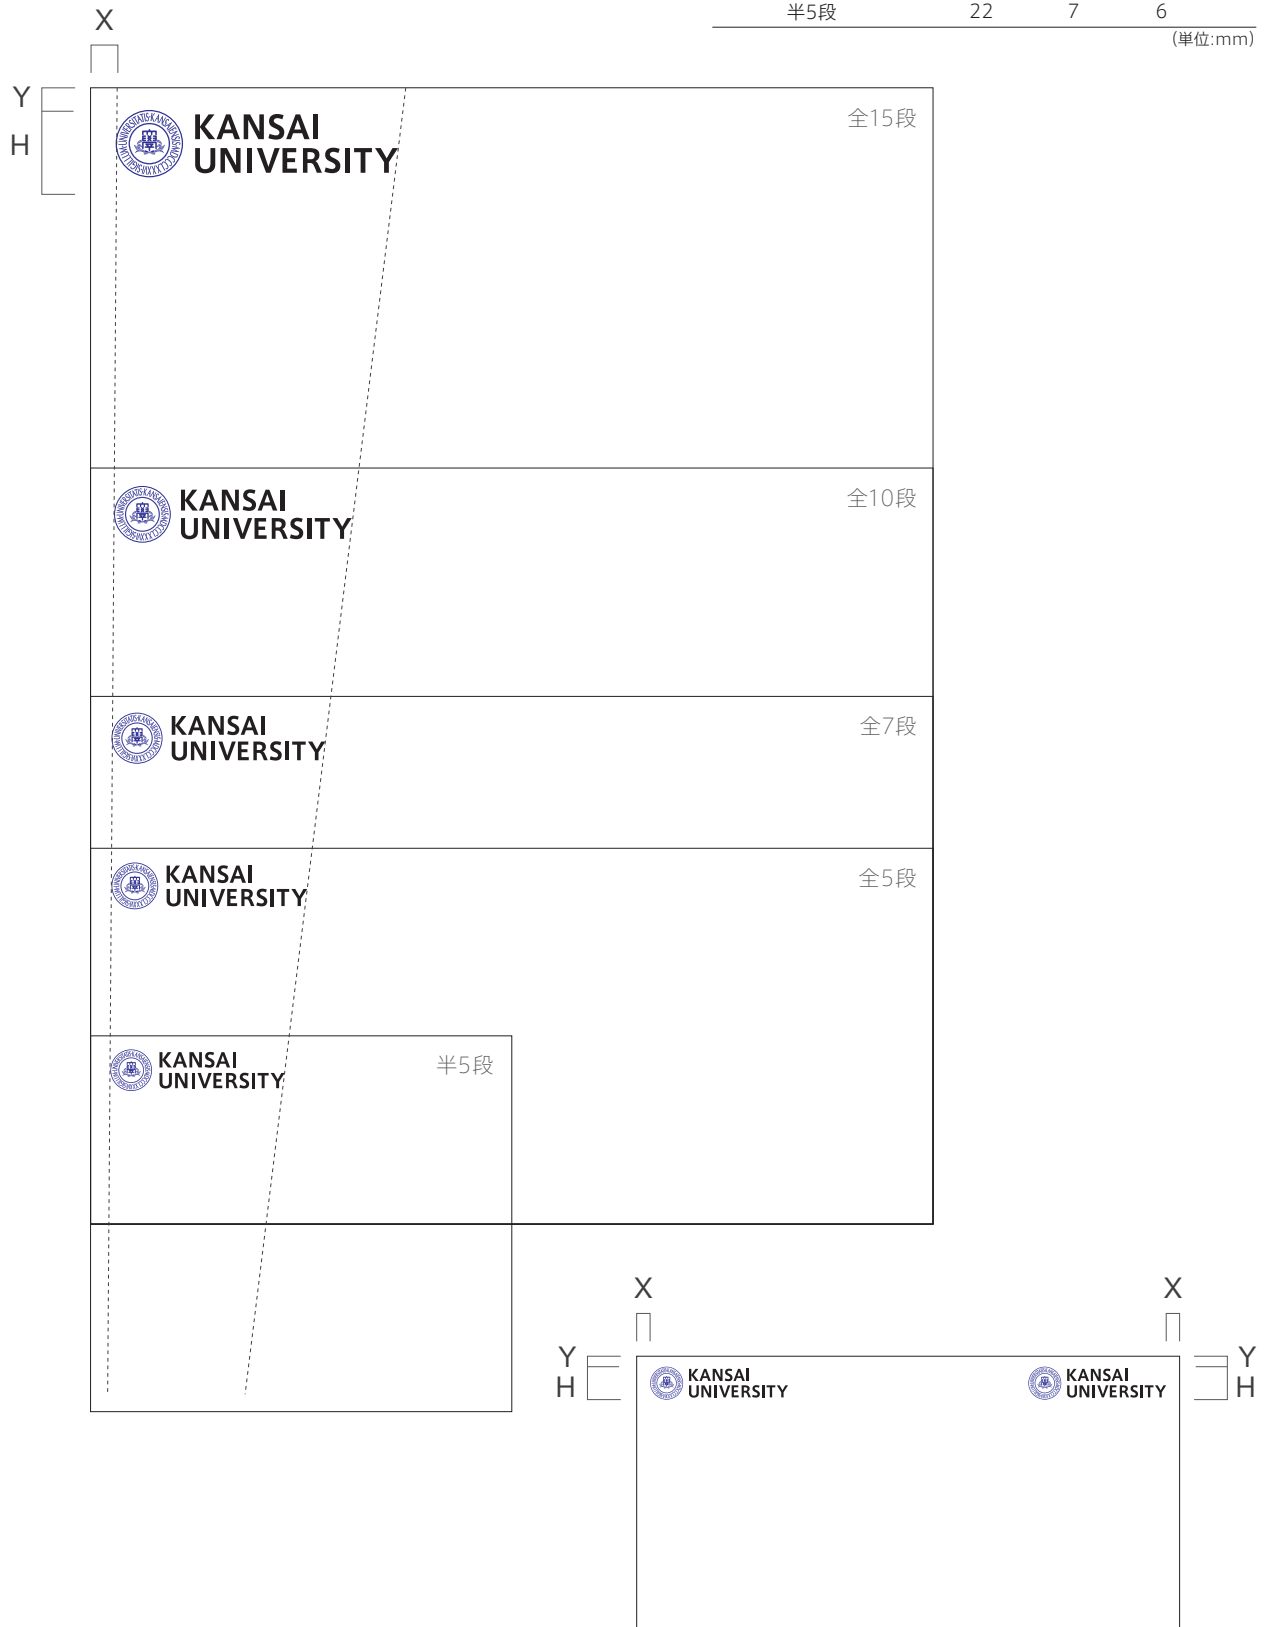 半5段 22 7 6
(単位:mm)
X
Y
H
KANSAI
UNIVERSITY
全15段
KANSAI
UNIVERSITY
全10段
KANSAI
UNIVERSITY
全7段
KANSAI
UNIVERSITY
全5段
KANSAI
UNIVERSITY
半5段
X
X
Y
H
KANSAI
UNIVERSITY
KANSAI
UNIVERSITY
Y
H